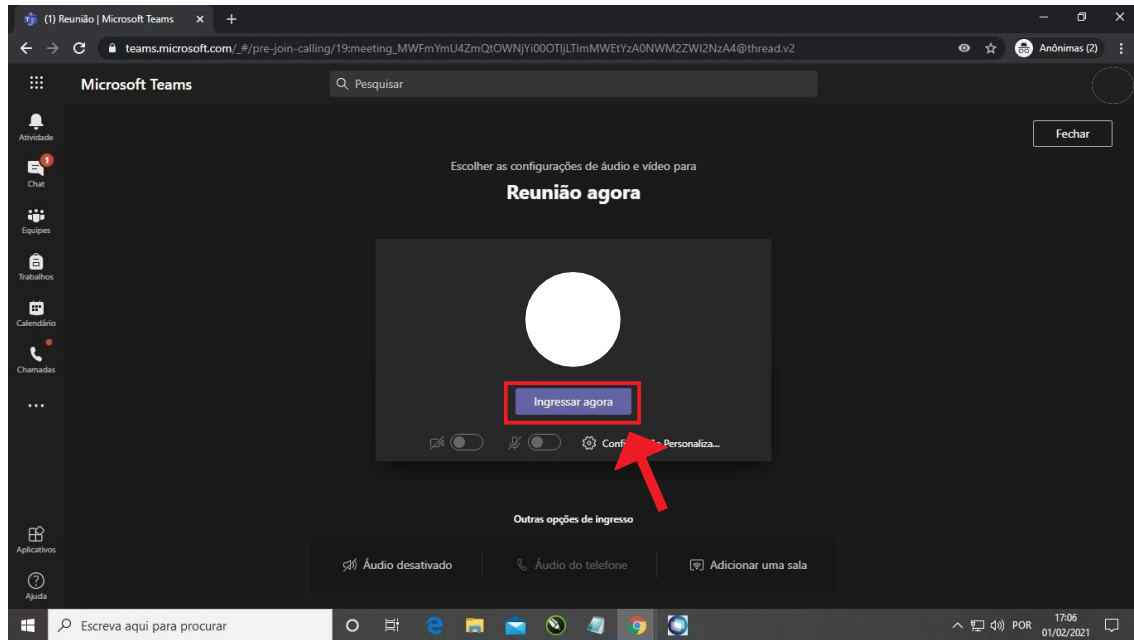 (1) Reunião | Microsoft Teams
teams.microsoft.com/_#/pre-join-calling/19:meeting_MWFmYmU4ZmQtOWNjYi00OTljLTlmMWEtYzA0NWM2ZWI2NzA4@thread.v2
Anônimas (2)
Microsoft Teams
Pesquisar
Atividade
1
Chat
Equipes
Trabalhos
Calendário
Chamadas
Aplicativos
Ajuda
Fechar
Escolher as configurações de áudio e vídeo para
Reunião agora
Ingressar agora
Personaliza...
Outras opções de ingresso
Áudio desativado
Áudio do telefone
Adicionar uma sala
Escreva aqui para procurar
POR
17:06
01/02/2021